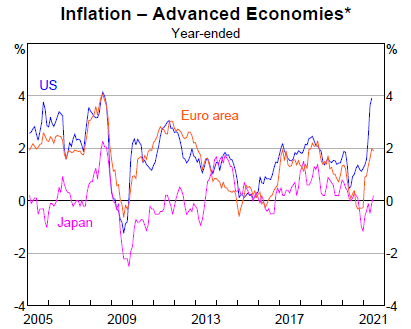 Inflation – Advanced Economies*
Year-ended
% %
US
4 4
Euro area
2 2
0 0
Japan
-2 -2
-4 -4
2005 2009 2013 2017 2021